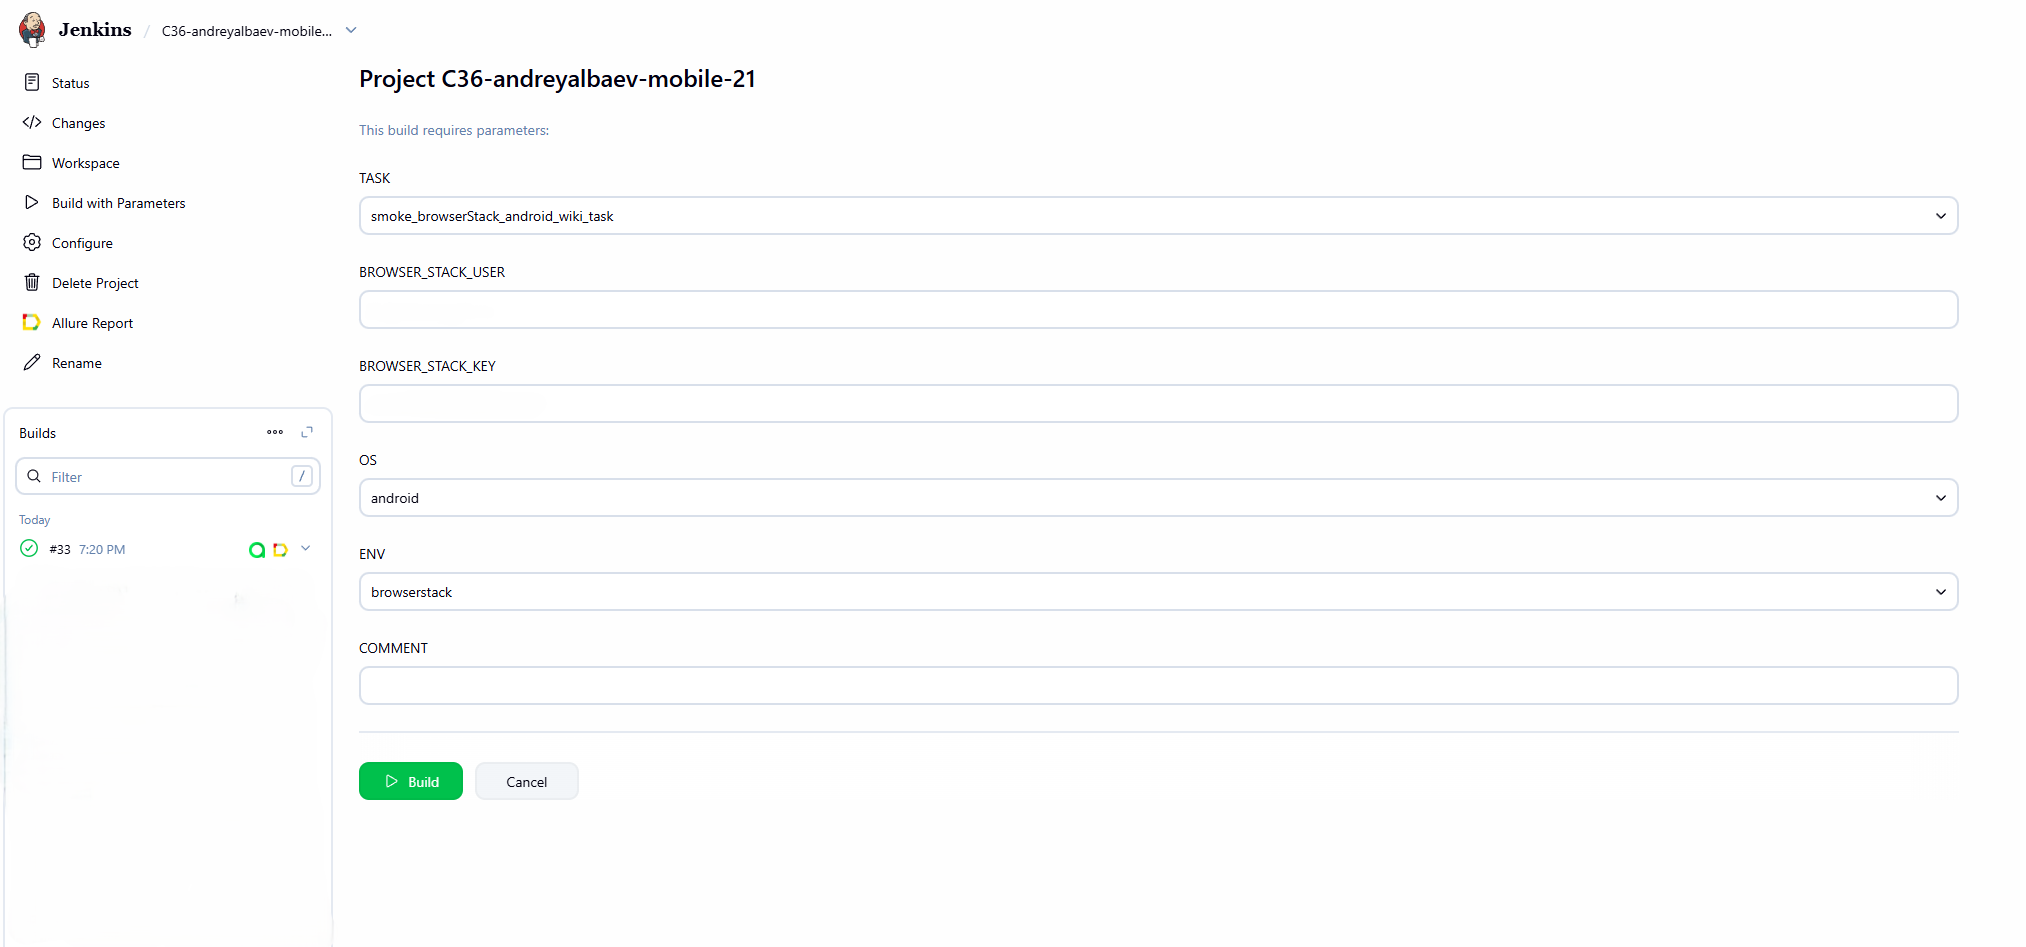 Jenkins / C36-andreyalbaev-mobile...
Status
Changes
Workspace
Build with Parameters
Configure
Delete Project
Allure Report
Rename
Builds
Filter /
Today
#33 7:20 PM
Project C36-andreyalbaev-mobile-21
This build requires parameters:
TASK
smoke_browserStack_android_wiki_task
BROWSER_STACK_USER
BROWSER_STACK_KEY
OS
android
ENV
browserstack
COMMENT
Build Cancel